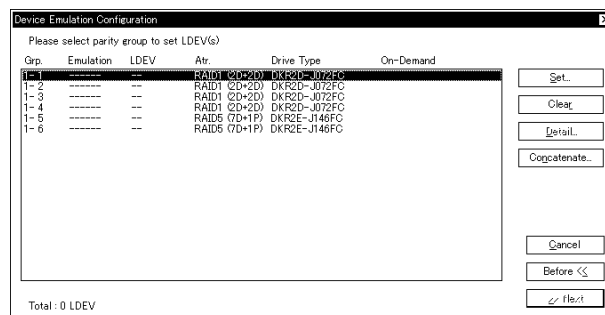 Device Emulation Configuration
Please select parity group to set LDEV(s)
Grp. Emulation LDEV Atr. Drive Type On-Demand
1- 1 ------ -- RAID1 (2D+2D) DKR2D-J072FC
1- 2 ------ -- RAID1 (2D+2D) DKR2D-J072FC
1- 3 ------ -- RAID1 (2D+2D) DKR2D-J072FC
1- 4 ------ -- RAID1 (2D+2D) DKR2D-J072FC
1- 5 ------ -- RAID5 (7D+1P) DKR2E-J146FC
1- 6 ------ -- RAID5 (7D+1P) DKR2E-J146FC
Set...
Clear
Detail...
Concatenate...
Cancel
Before <<
>> Next
Total : 0 LDEV